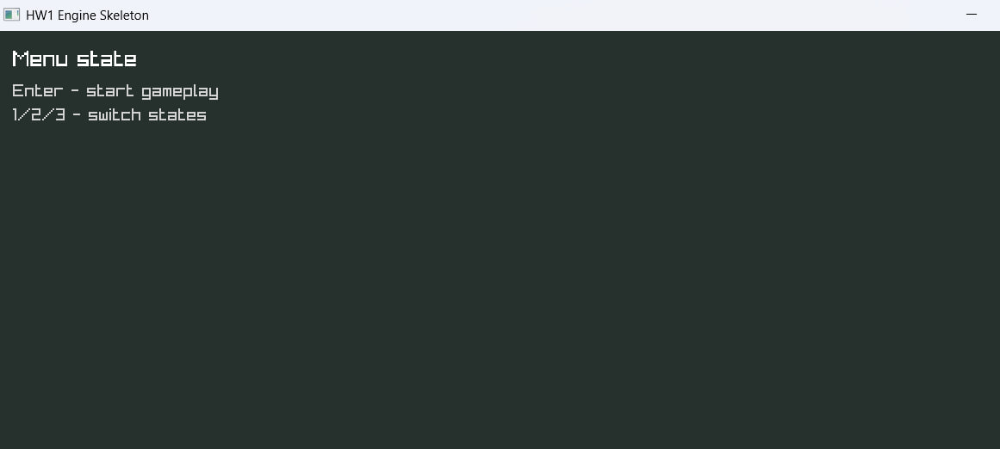 HW1 Engine Skeleton
Menu state
Enter - start gameplay
1/2/3 - switch states